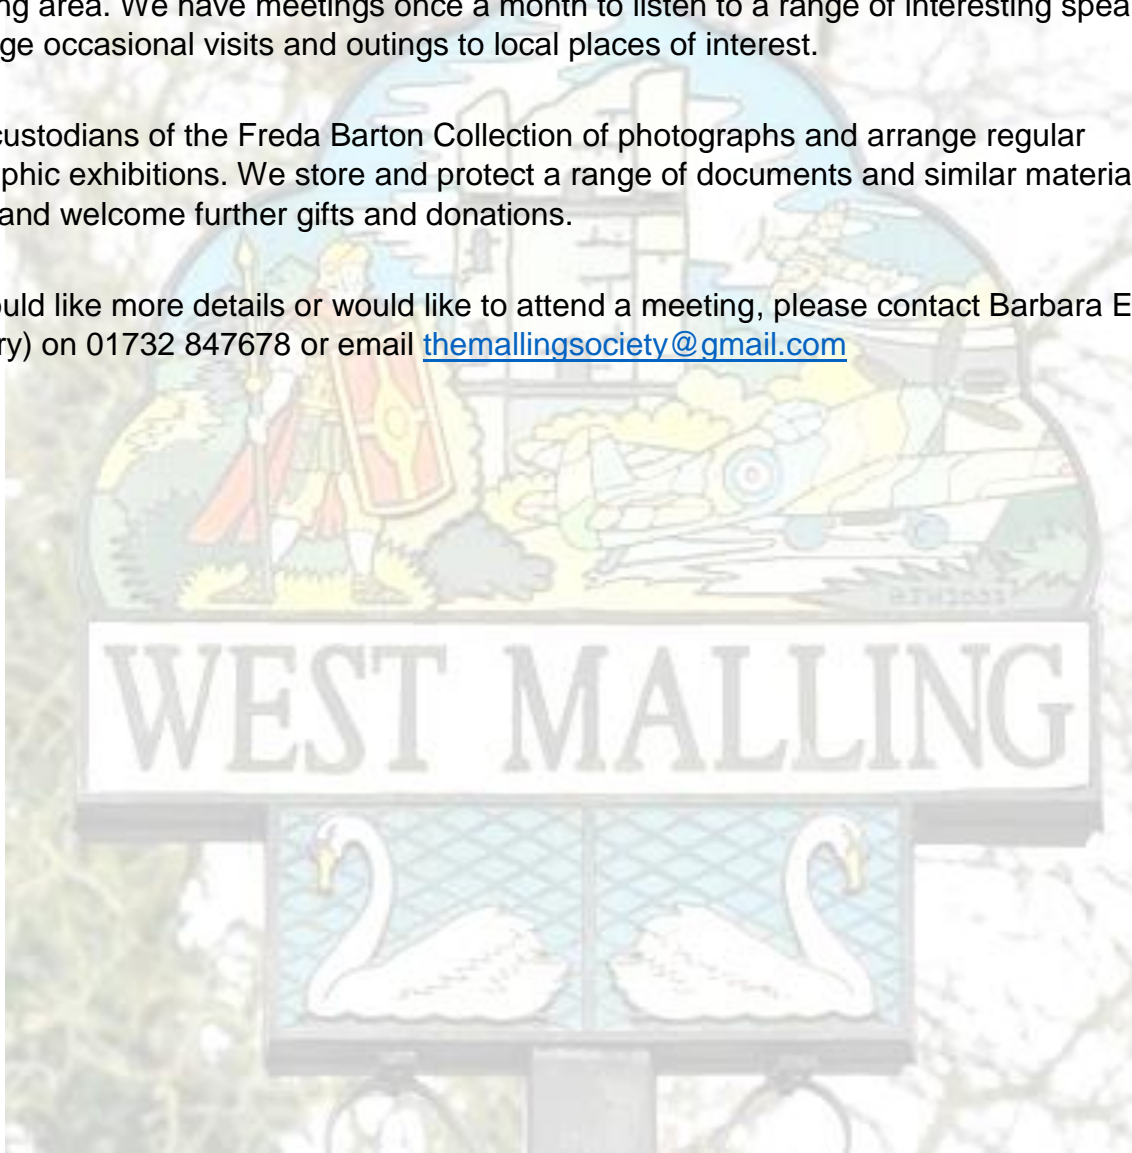 ng area. We have meetings once a month to listen to a range of interesting spea
ge occasional visits and outings to local places of interest.
custodians of the Freda Barton Collection of photographs and arrange regular
phic exhibitions. We store and protect a range of documents and similar materia
and welcome further gifts and donations.
ould like more details or would like to attend a meeting, please contact Barbara E
ry) on 01732 847678 or email themallingsociety@gmail.com
WEST MALLING